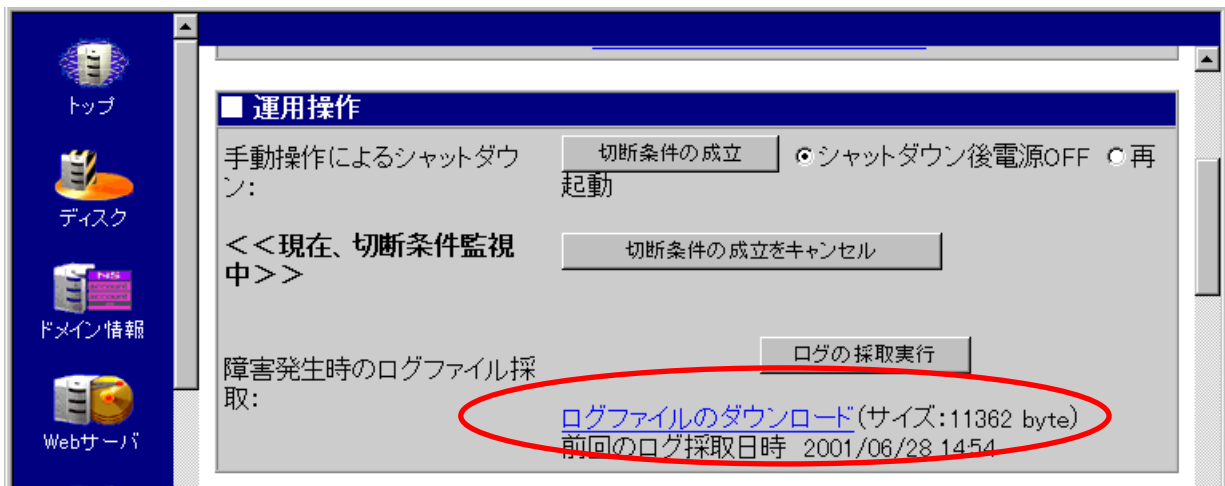 トップ
ディスク
NS
account
account
ドメイン情報
Webサーバ
■ 運用操作
手動操作によるシャットダウ
ン:
切断条件の成立
シャットダウン後電源OFF
再
起動
<<現在、切断条件監視
中>>
切断条件の成立をキャンセル
障害発生時のログファイル採
取:
ログの採取実行
ログファイルのダウンロード(サイズ:11362 byte)
前回のログ採取日時 2001/06/28 14:54